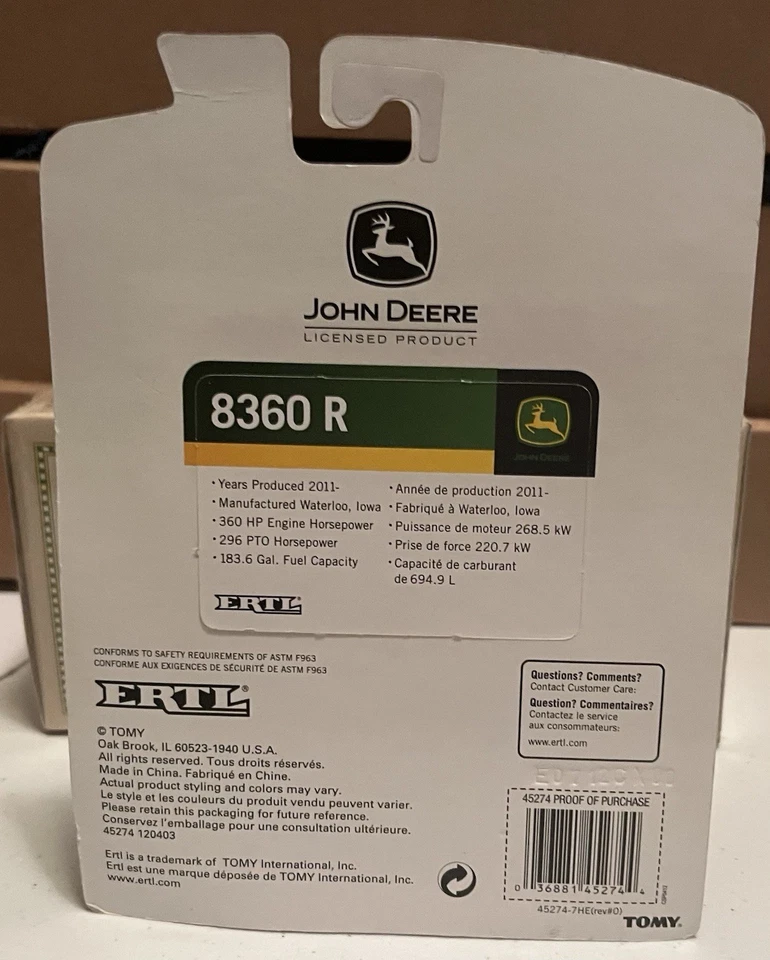 JOHN DEERE
LICENSED PRODUCT
8360 R
JOHN DEERE
• Years Produced 2011-
• Manufactured Waterloo, Iowa
• 360 HP Engine Horsepower
• 296 PTO Horsepower
• 183.6 Gal. Fuel Capacity
• Année de production 2011-
• Fabriqué à Waterloo, Iowa
• Puissance de moteur 268.5 kW
• Prise de force 220.7 kW
• Capacité de carburant
de 694.9 L
ERTL®
CONFORMS TO SAFETY REQUIREMENTS OF ASTM F963
CONFORME AUX EXIGENCES DE SÉCURITÉ DE ASTM F963
ERTL®
© TOMY
Oak Brook, IL 60523-1940 U.S.A.
All rights reserved. Tous droits réservés.
Made in China. Fabriqué en Chine.
Actual product styling and colors may vary.
Le style et les couleurs du produit vendu peuvent varier.
Please retain this packaging for future reference.
Conservez l'emballage pour une consultation ultérieure.
45274 120403
Ertl is a trademark of TOMY International, Inc.
Ertl est une marque déposée de TOMY International, Inc.
www.ertl.com
Questions? Comments?
Contact Customer Care:
Question? Commentaires?
Contactez le service
aux consommateurs:
www.ertl.com
45274 PROOF OF PURCHASE
0 36881 45274 4
45274-7HE(rev#0)
TOMY.